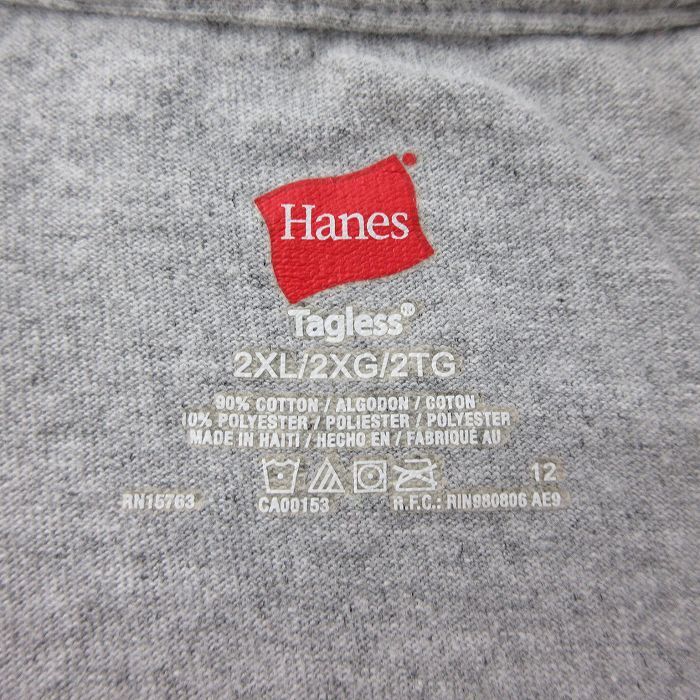 Hanes
Tagless®
2XL/2XG/2TG
90% COTTON / ALGODON / COTON
10% POLYESTER / POLIESTER / POLYESTER
MADE IN HAITI / HECHO EN / FABRIQUÉ AU
12
RN15763 CA00153 R.F.C.: RIN980806 AE9